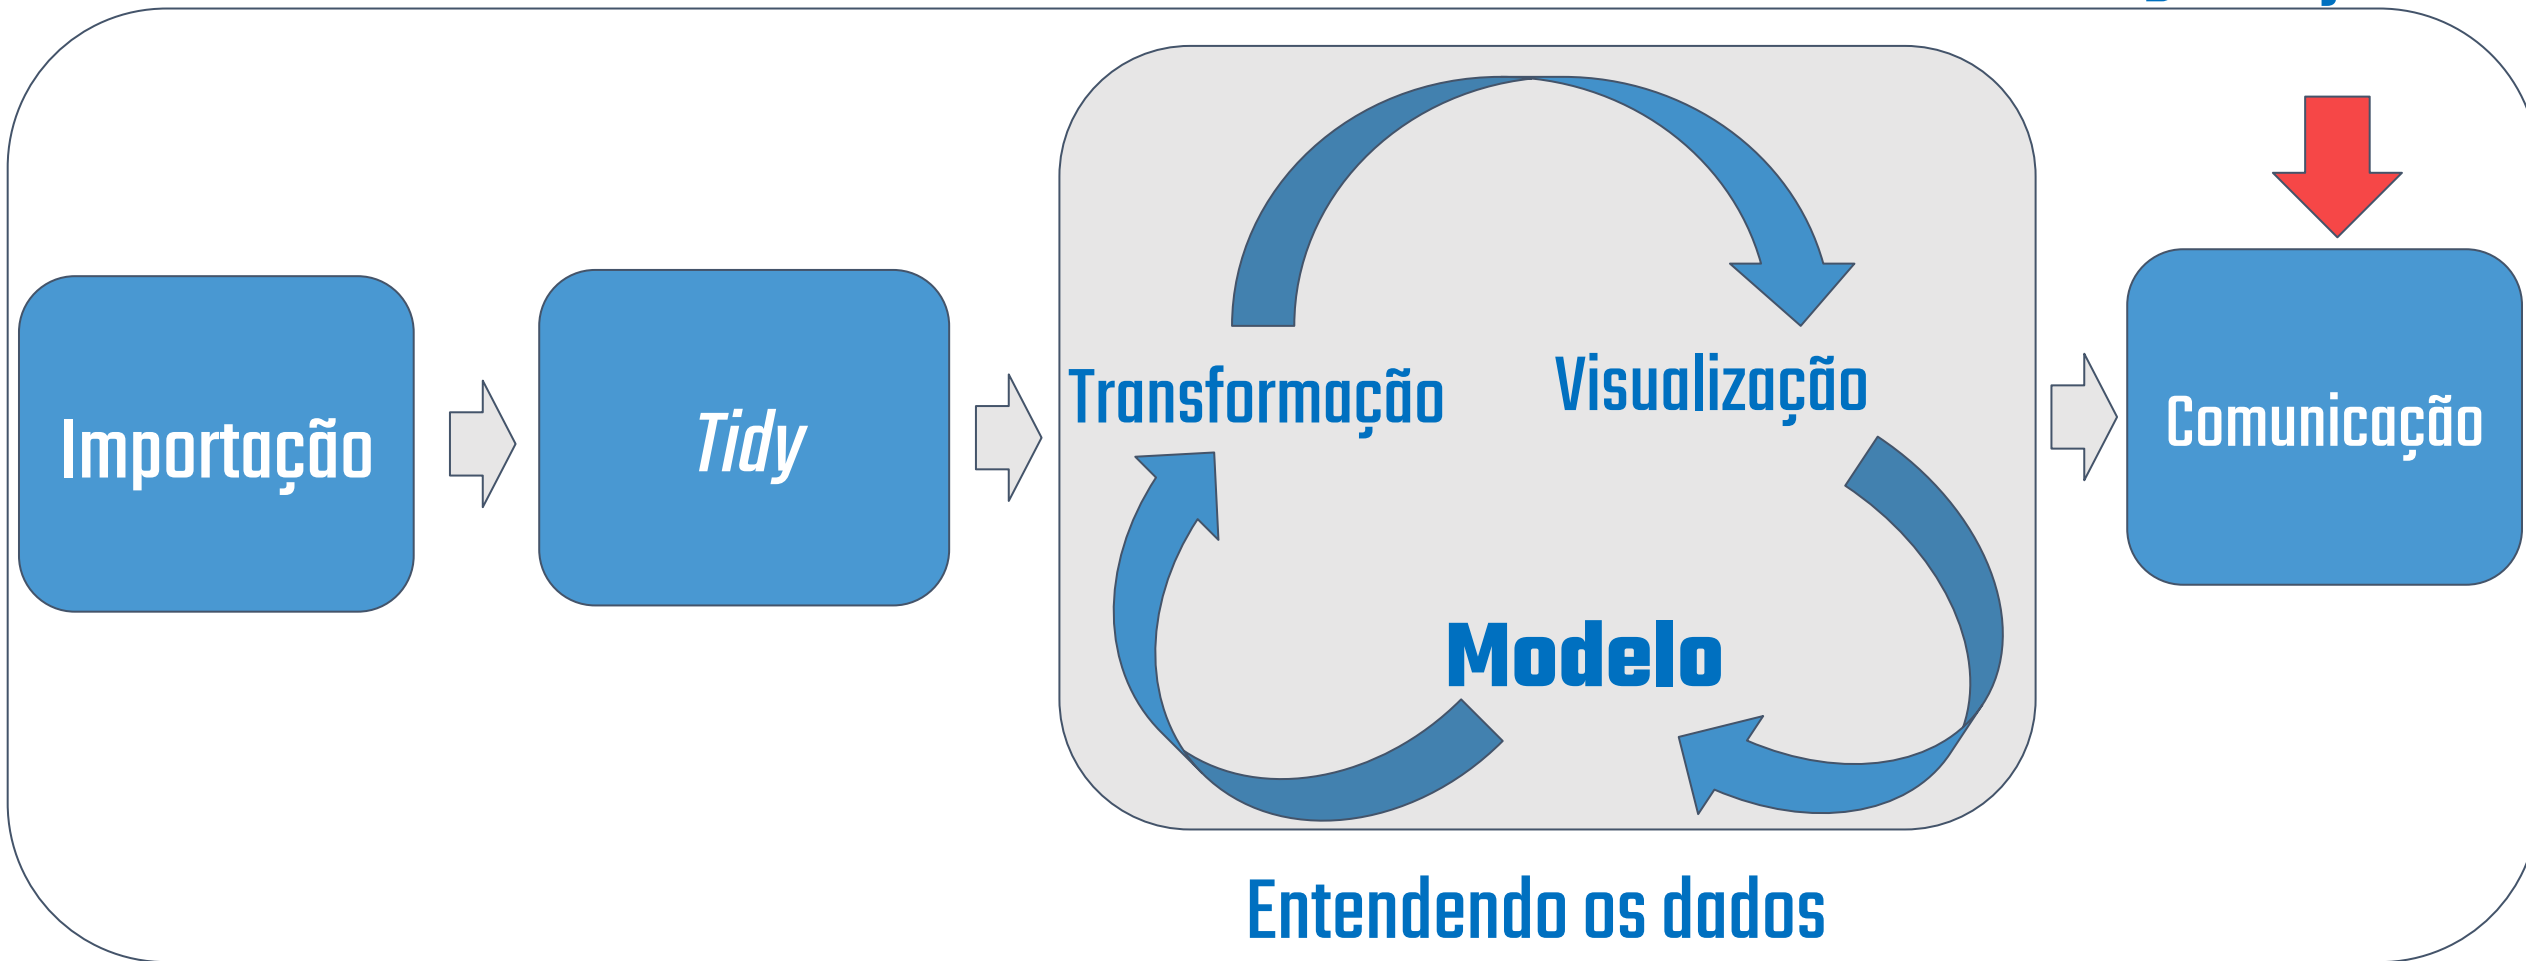 Transformação
Visualização
Importação
Tidy
Comunicação
Modelo
Entendendo os dados